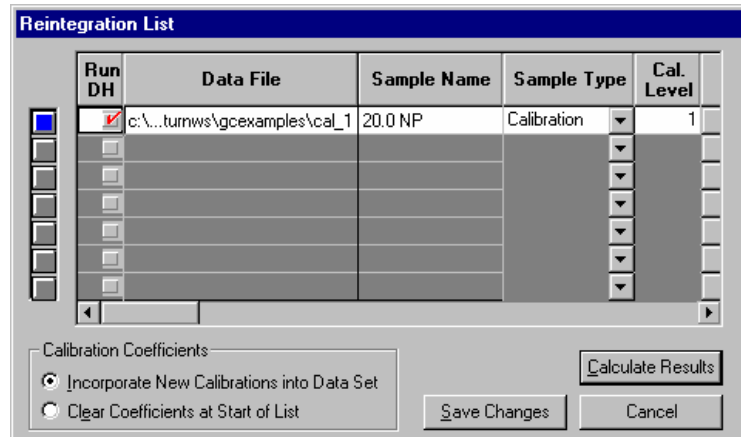 Reintegration List
Run DH Data File Sample Name Sample Type Cal. Level
c:\...turnws\gcexamples\cal_1 20.0 NP Calibration 1
Calibration Coefficients
Incorporate New Calibrations into Data Set
Clear Coefficients at Start of List
Calculate Results
Save Changes Cancel